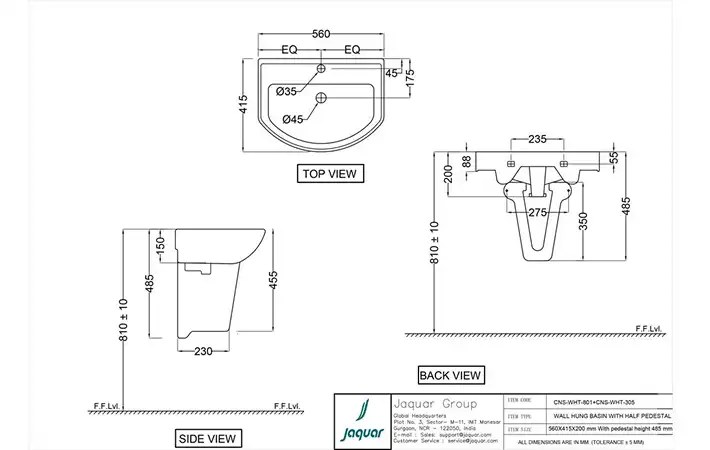 560
EQ EQ
45
175
Ø35
415
Ø45
TOP VIEW
235
88
55
200
275
350
485
810 ± 10
F.F.Lvl.
BACK VIEW
150
485
455
810 ± 10
230
F.F.Lvl. F.F.Lvl.
SIDE VIEW
Jaquar
Jaquar Group
Global Headquarters
Plot No. 3, Sector- M-11, IMT Manesar
Gurgaon, NCR - 122050, India
E-mail : Sales: support@jaquar.com
Customer Service : service@jaquar.com
ITEM CODE CNS-WHT-801+CNS-WHT-305
ITEM TYPE WALL HUNG BASIN WITH HALF PEDESTAL
ITEM SIZE 560X415X200 mm With pedestal height 485 mm
ALL DIMENSIONS ARE IN MM (TOLERANCE ± 5 MM)